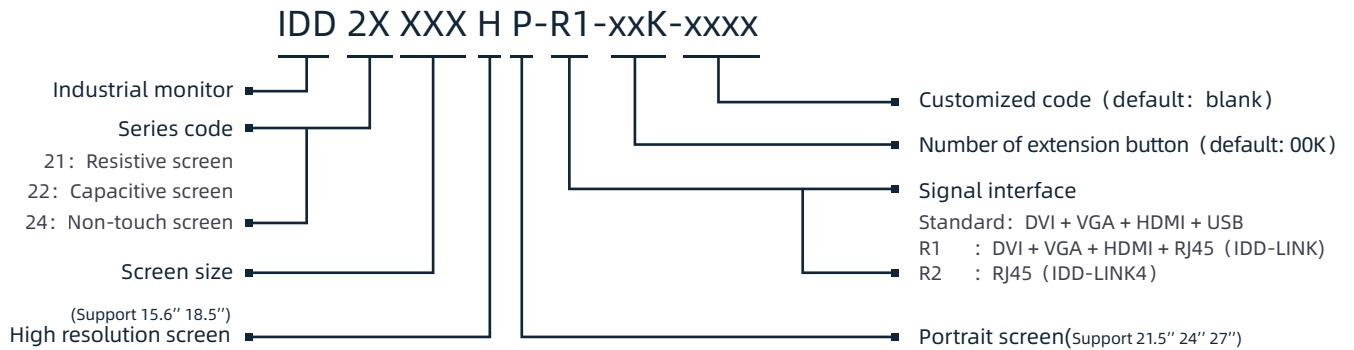 IDD 2X XXX H P-R1-xxK-xxxx
Industrial monitor
Series code
21: Resistive screen
22: Capacitive screen
24: Non-touch screen
Screen size
(Support 15.6’’ 18.5’’)
High resolution screen
Customized code (default: blank)
Number of extension button (default: 00K)
Signal interface
Standard: DVI + VGA + HDMI + USB
R1 : DVI + VGA + HDMI + RJ45 (IDD-LINK)
R2 : RJ45 (IDD-LINK4)
Portrait screen(Support 21.5’’ 24’’ 27’’)